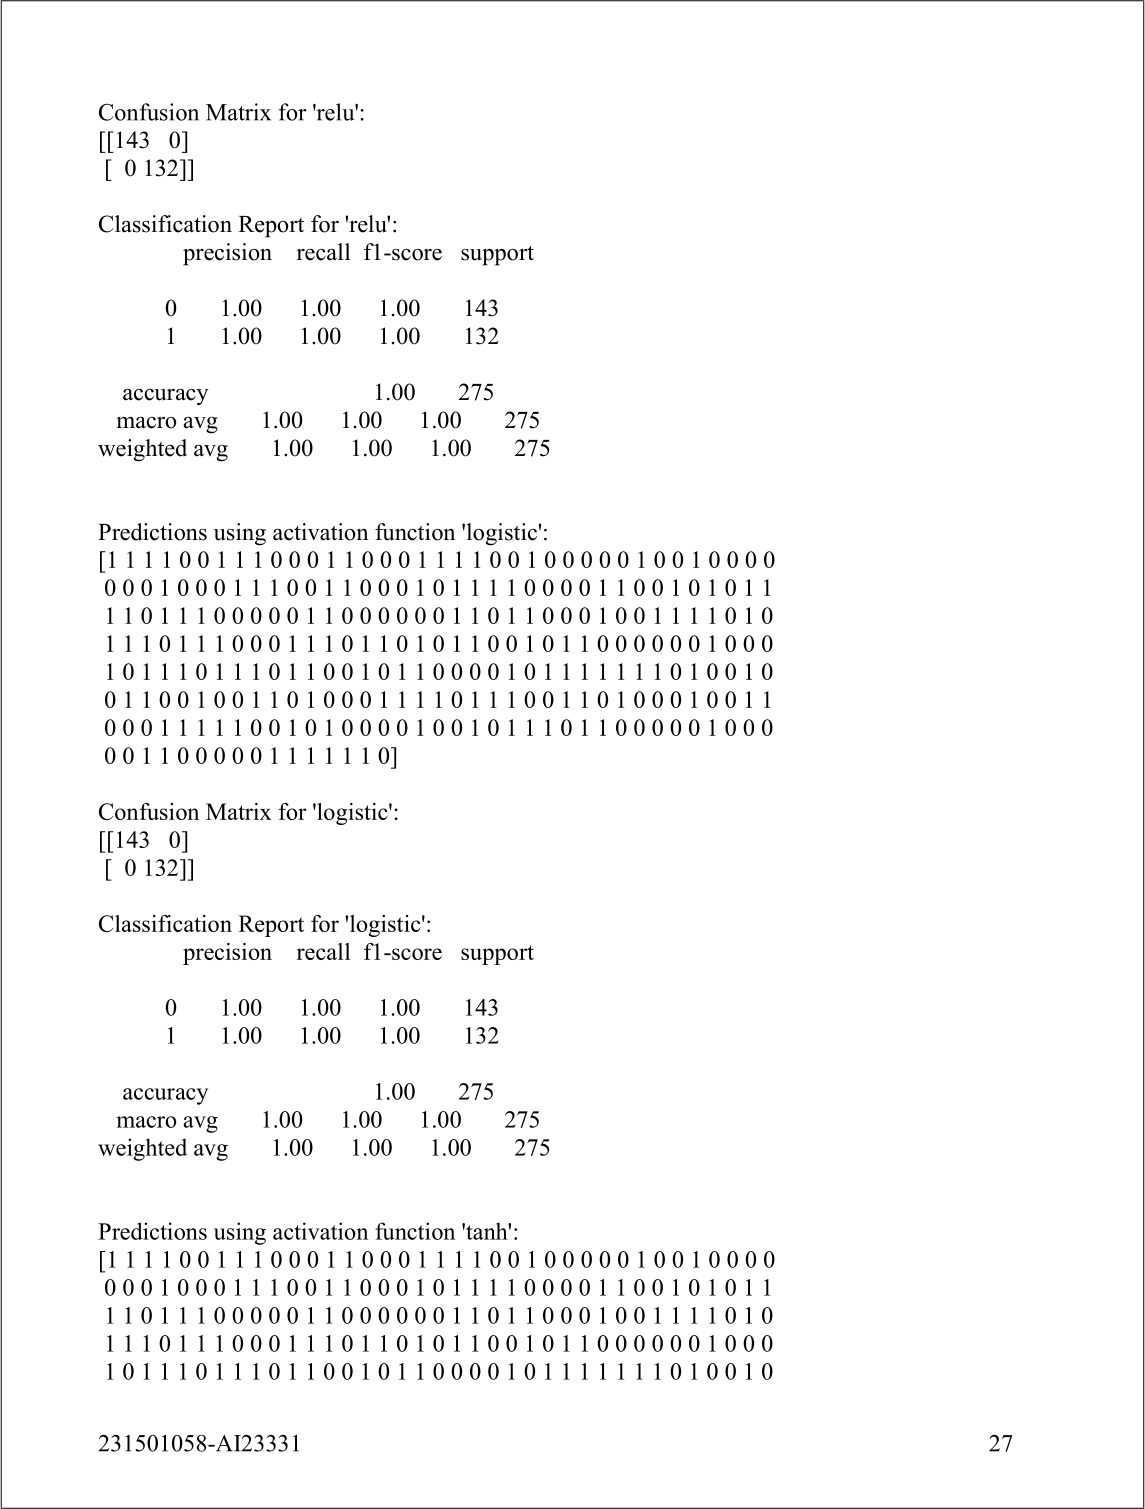 Confusion Matrix for 'relu':
[[143   0]
 [  0 132]]
Classification Report for 'relu':
precision    recall  f1-score   support
0       1.00      1.00      1.00       143
1       1.00      1.00      1.00       132
accuracy                           1.00       275
macro avg       1.00      1.00      1.00       275
weighted avg       1.00      1.00      1.00       275
Predictions using activation function 'logistic':
[1 1 1 1 0 0 1 1 1 0 0 0 1 1 0 0 0 1 1 1 1 0 0 1 0 0 0 0 0 1 0 0 1 0 0 0 0
 0 0 0 1 0 0 0 1 1 1 0 0 1 1 0 0 0 1 0 1 1 1 1 0 0 0 0 1 1 0 0 1 0 1 0 1 1
 1 1 0 1 1 1 0 0 0 0 0 1 1 0 0 0 0 0 0 1 1 0 1 1 0 0 0 1 0 0 1 1 1 1 0 1 0
 1 1 1 0 1 1 1 0 0 0 1 1 1 0 1 1 0 1 0 1 1 0 0 1 0 1 1 0 0 0 0 0 0 1 0 0 0
 1 0 1 1 1 0 1 1 1 0 1 1 0 0 1 0 1 1 0 0 0 0 1 0 1 1 1 1 1 1 1 0 1 0 0 1 0
 0 1 1 0 0 1 0 0 1 1 0 1 0 0 0 1 1 1 1 0 1 1 1 0 0 1 1 0 1 0 0 0 1 0 0 1 1
 0 0 0 1 1 1 1 1 0 0 1 0 1 0 0 0 0 1 0 0 1 0 1 1 1 0 1 1 0 0 0 0 0 1 0 0 0
 0 0 1 1 0 0 0 0 0 1 1 1 1 1 1 0]
Confusion Matrix for 'logistic':
[[143   0]
 [  0 132]]
Classification Report for 'logistic':
precision    recall  f1-score   support
0       1.00      1.00      1.00       143
1       1.00      1.00      1.00       132
accuracy                           1.00       275
macro avg       1.00      1.00      1.00       275
weighted avg       1.00      1.00      1.00       275
Predictions using activation function 'tanh':
[1 1 1 1 0 0 1 1 1 0 0 0 1 1 0 0 0 1 1 1 1 0 0 1 0 0 0 0 0 1 0 0 1 0 0 0 0
 0 0 0 1 0 0 0 1 1 1 0 0 1 1 0 0 0 1 0 1 1 1 1 0 0 0 0 1 1 0 0 1 0 1 0 1 1
 1 1 0 1 1 1 0 0 0 0 0 1 1 0 0 0 0 0 0 1 1 0 1 1 0 0 0 1 0 0 1 1 1 1 0 1 0
 1 1 1 0 1 1 1 0 0 0 1 1 1 0 1 1 0 1 0 1 1 0 0 1 0 1 1 0 0 0 0 0 0 1 0 0 0
 1 0 1 1 1 0 1 1 1 0 1 1 0 0 1 0 1 1 0 0 0 0 1 0 1 1 1 1 1 1 1 0 1 0 0 1 0
231501058-AI23331
27